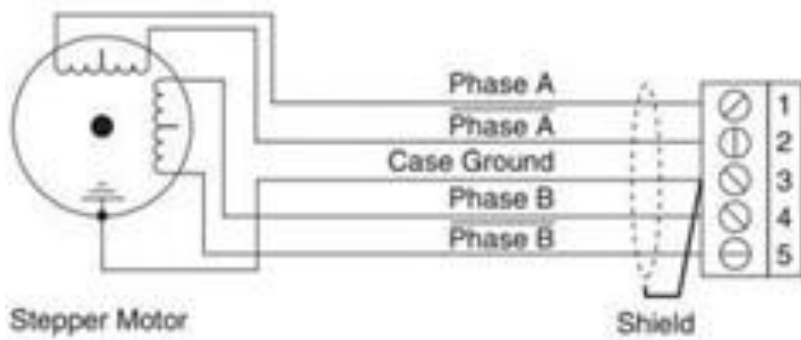 Phase A
1
Phase A
2
Case Ground
3
Phase B
4
Phase B
5
Stepper Motor
Shield